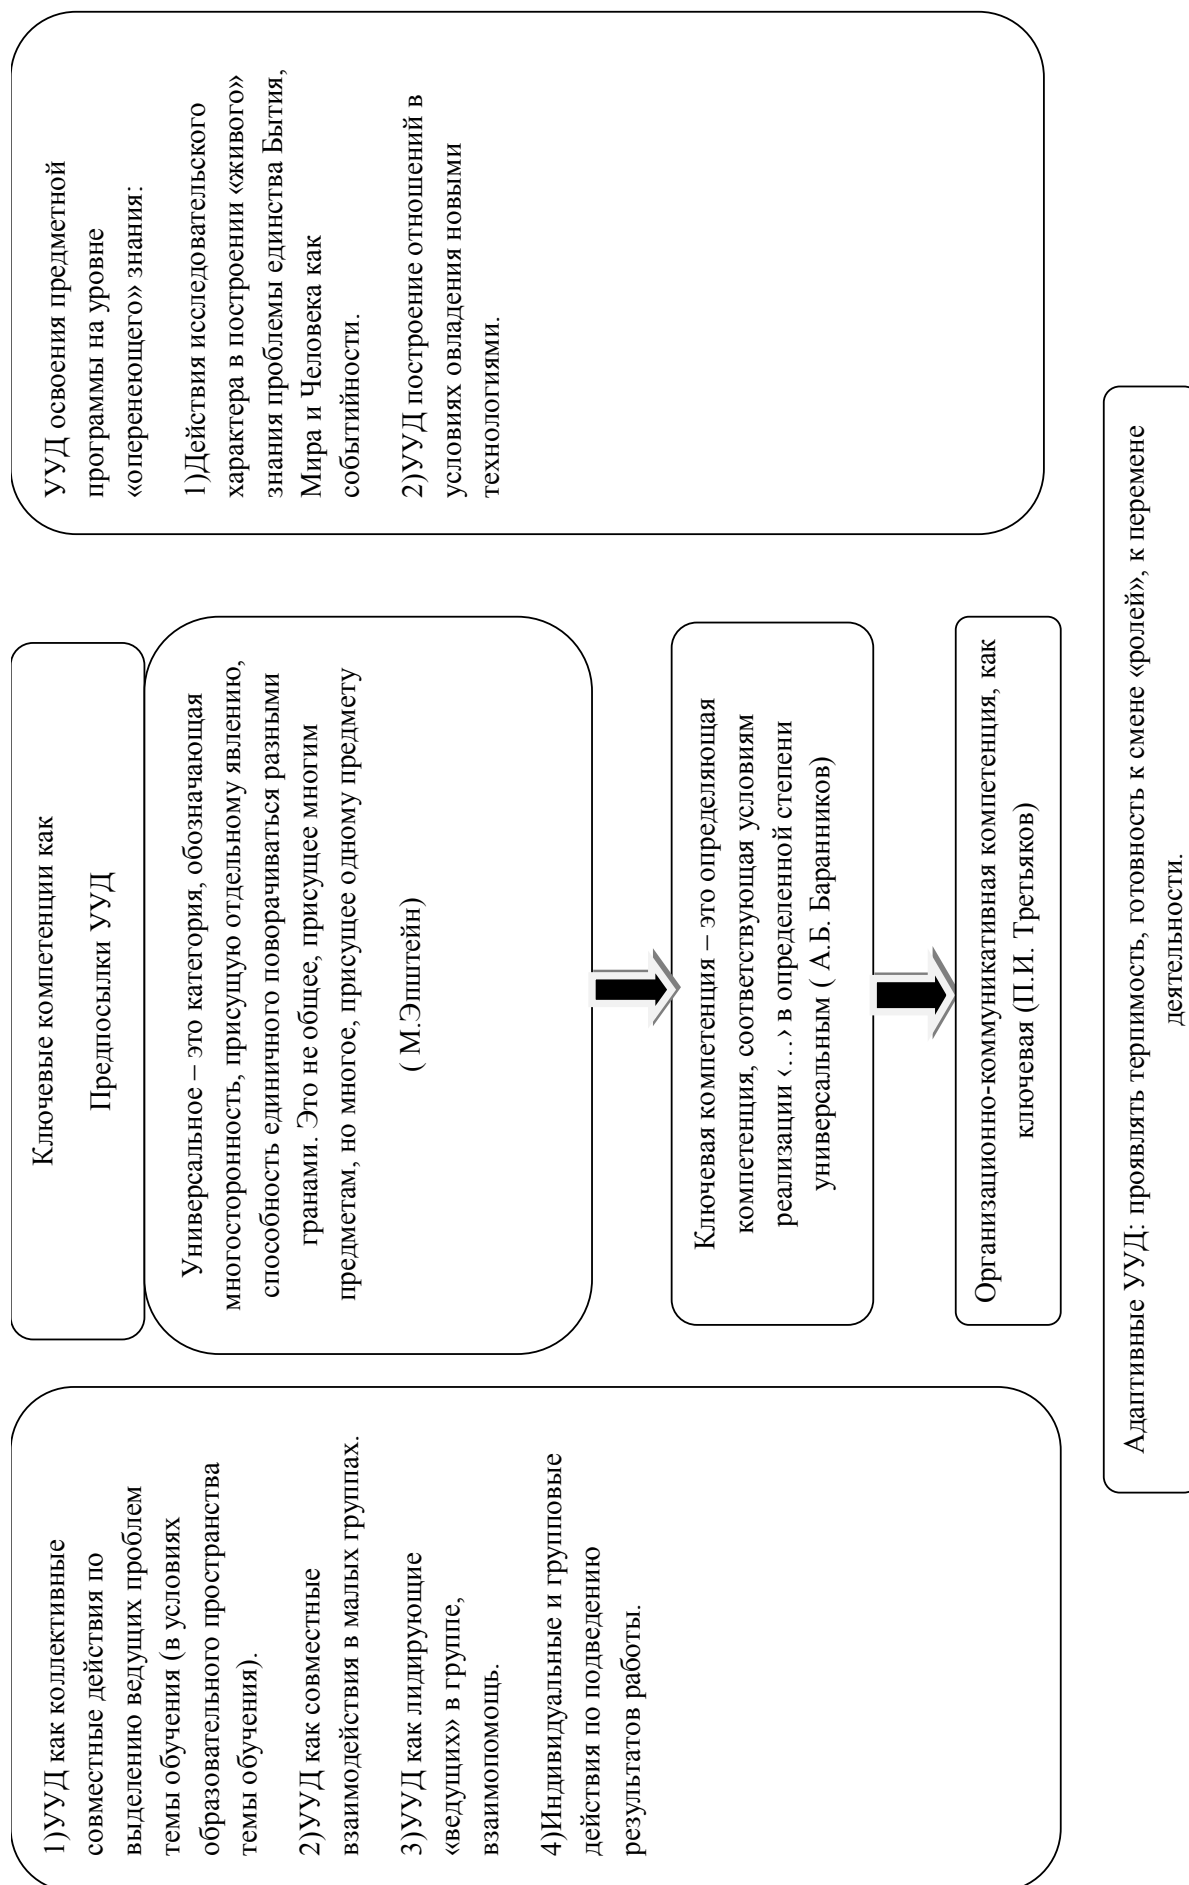 1)УУД как коллективные
совместные действия по
выделению ведущих проблем
темы обучения (в условиях
образовательного пространства
темы обучения).
2)УУД как совместные
взаимодействия в малых группах.
3)УУД как лидирующие
«ведущих» в группе,
взаимопомощь.
4)Индивидуальные и групповые
действия по подведению
результатов работы.
Ключевые компетенции как
Предпосылки УУД
Универсальное – это категория, обозначающая
многосторонность, присущую отдельному явлению,
способность единичного поворачиваться разными
гранами. Это не общее, присущее многим
предметам, но многое, присущее одному предмету
( М.Эпштейн)
Ключевая компетенция – это определяющая
компетенция, соответствующая условиям
реализации ‹…› в определенной степени
универсальным ( А.Б. Баранников)
Организационно-коммуникативная компетенция, как
ключевая (П.И. Третьяков)
УУД освоения предметной
программы на уровне
«оперенеющего» знания:
1)Действия исследовательского
характера в построении «живого»
знания проблемы единства Бытия,
Мира и Человека как
событийности.
2)УУД построение отношений в
условиях овладения новыми
технологиями.
Адаптивные УУД: проявлять терпимость, готовность к смене «ролей», к перемене
деятельности.